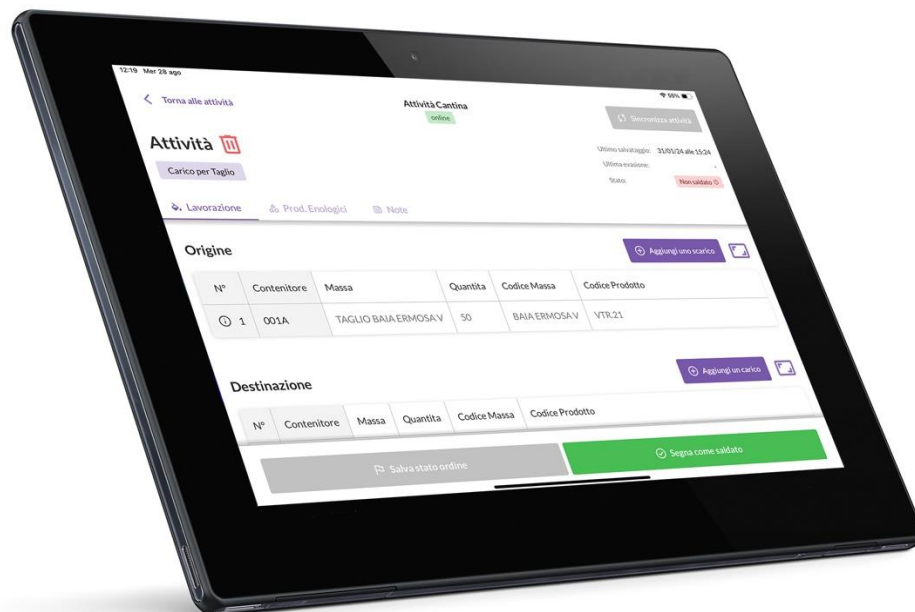 12:19 Mer 28 ago
55%
Torna alle attività
Attività Cantina
online
Sincronizza attività
Attività
Ultimo salvataggio: 31/01/24 alle 15:24
Carico per Taglio
Ultima evasione: -
Stato: Non saldato
Lavorazione Prod. Enologici Note
Origine
Aggiungi uno scarico
N° Contenitore Massa Quantita Codice Massa Codice Prodotto
1 001A TAGLIO BAIA ERMOSA V 50 BAIA ERMOSA V VTR.21
Destinazione
Aggiungi un carico
N° Contenitore Massa Quantita Codice Massa Codice Prodotto
Salva stato ordine
Segna come saldato